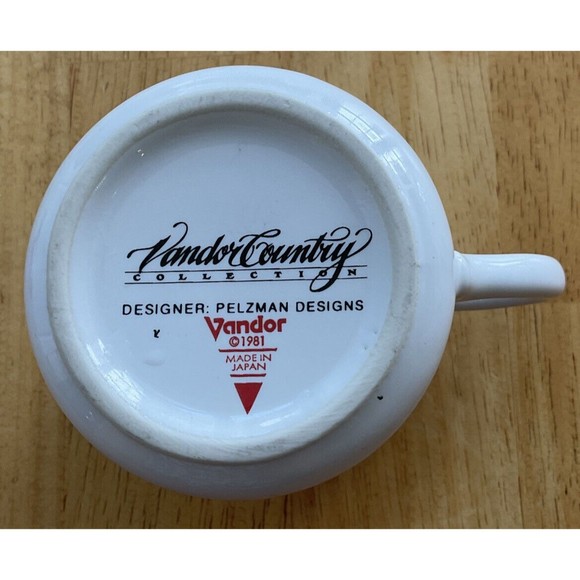 Vandor Country
COLLECTION
DESIGNER: PELZMAN DESIGNS
Vandor
©1981
MADE IN
JAPAN